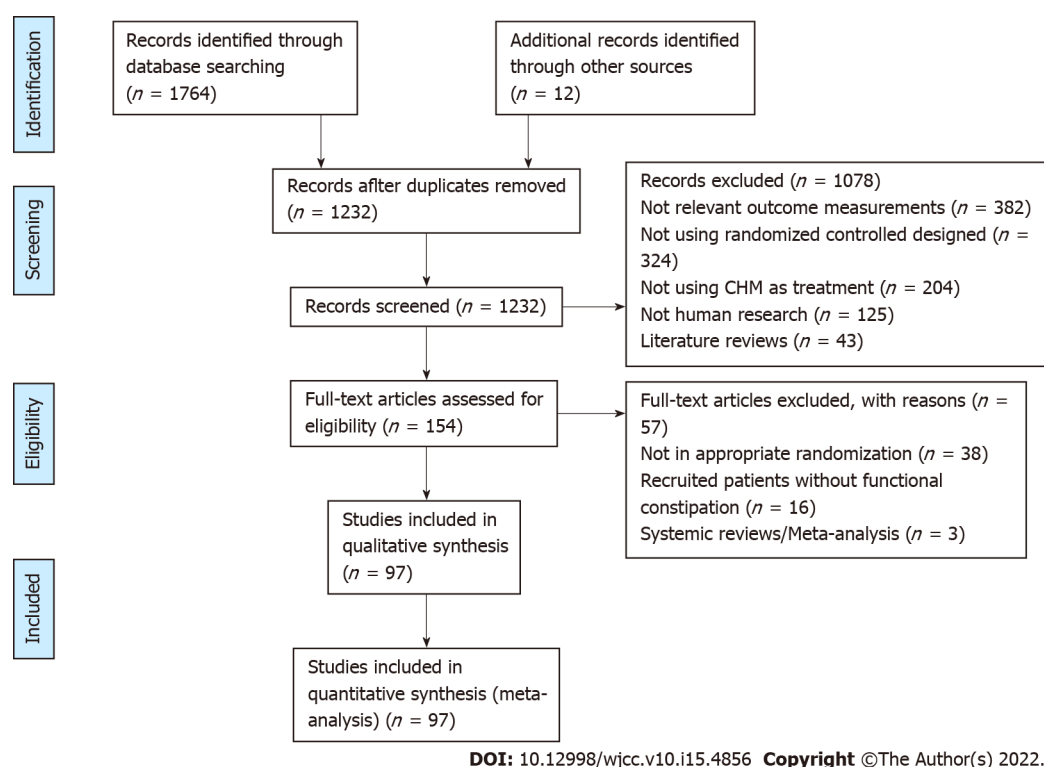 Identification
Records identified through
database searching
(n = 1764)
Additional records identified
through other sources
(n = 12)
Screening
Records after duplicates removed
(n = 1232)
Records screened (n = 1232)
Records excluded (n = 1078)
Not relevant outcome measurements (n = 382)
Not using randomized controlled designed (n =
324)
Not using CHM as treatment (n = 204)
Not human research (n = 125)
Literature reviews (n = 43)
Eligibility
Full-text articles assessed for
eligibility (n = 154)
Full-text articles excluded, with reasons (n =
57)
Not in appropriate randomization (n = 38)
Recruited patients without functional
constipation (n = 16)
Systemic reviews/Meta-analysis (n = 3)
Studies included in
qualitative synthesis
(n = 97)
Included
Studies included in
quantitative synthesis (meta-
analysis) (n = 97)
DOI: 10.12998/wjcc.v10.i15.4856 Copyright ©The Author(s) 2022.